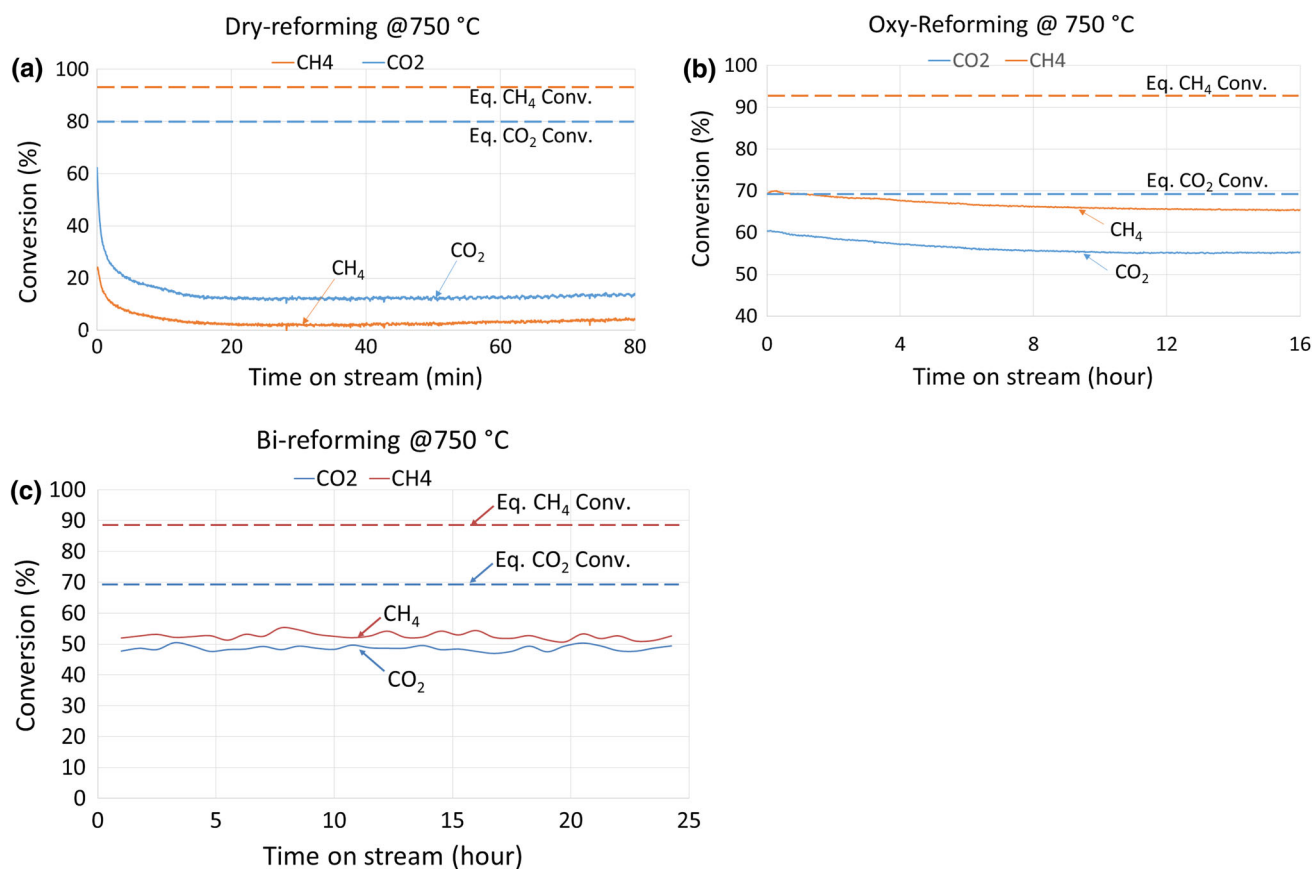 Dry-reforming @750 °C
(a)
CH4 CO2
Conversion (%)
100
80
60
40
20
0
Eq. CH₄ Conv.
Eq. CO₂ Conv.
CH₄
CO₂
0 20 40 60 80
Time on stream (min)
Oxy-Reforming @ 750 °C
(b)
CO2 CH4
Conversion (%)
100
90
80
70
60
50
40
Eq. CH₄ Conv.
Eq. CO₂ Conv.
CH₄
CO₂
0 4 8 12 16
Time on stream (hour)
Bi-reforming @750 °C
(c)
CO2 CH4
Conversion (%)
100
90
80
70
60
50
40
30
20
10
0
Eq. CH₄ Conv.
Eq. CO₂ Conv.
CH₄
CO₂
0 5 10 15 20 25
Time on stream (hour)